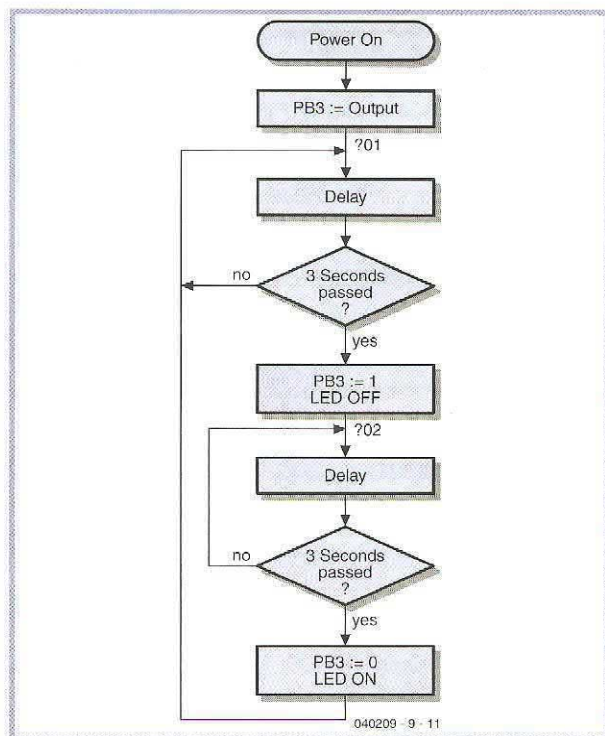 Power On
PB3 := Output
?01
Delay
no
3 Seconds
passed
?
yes
PB3 := 1
LED OFF
?02
Delay
no
3 Seconds
passed
?
yes
PB3 := 0
LED ON
040209 - 9 - 11